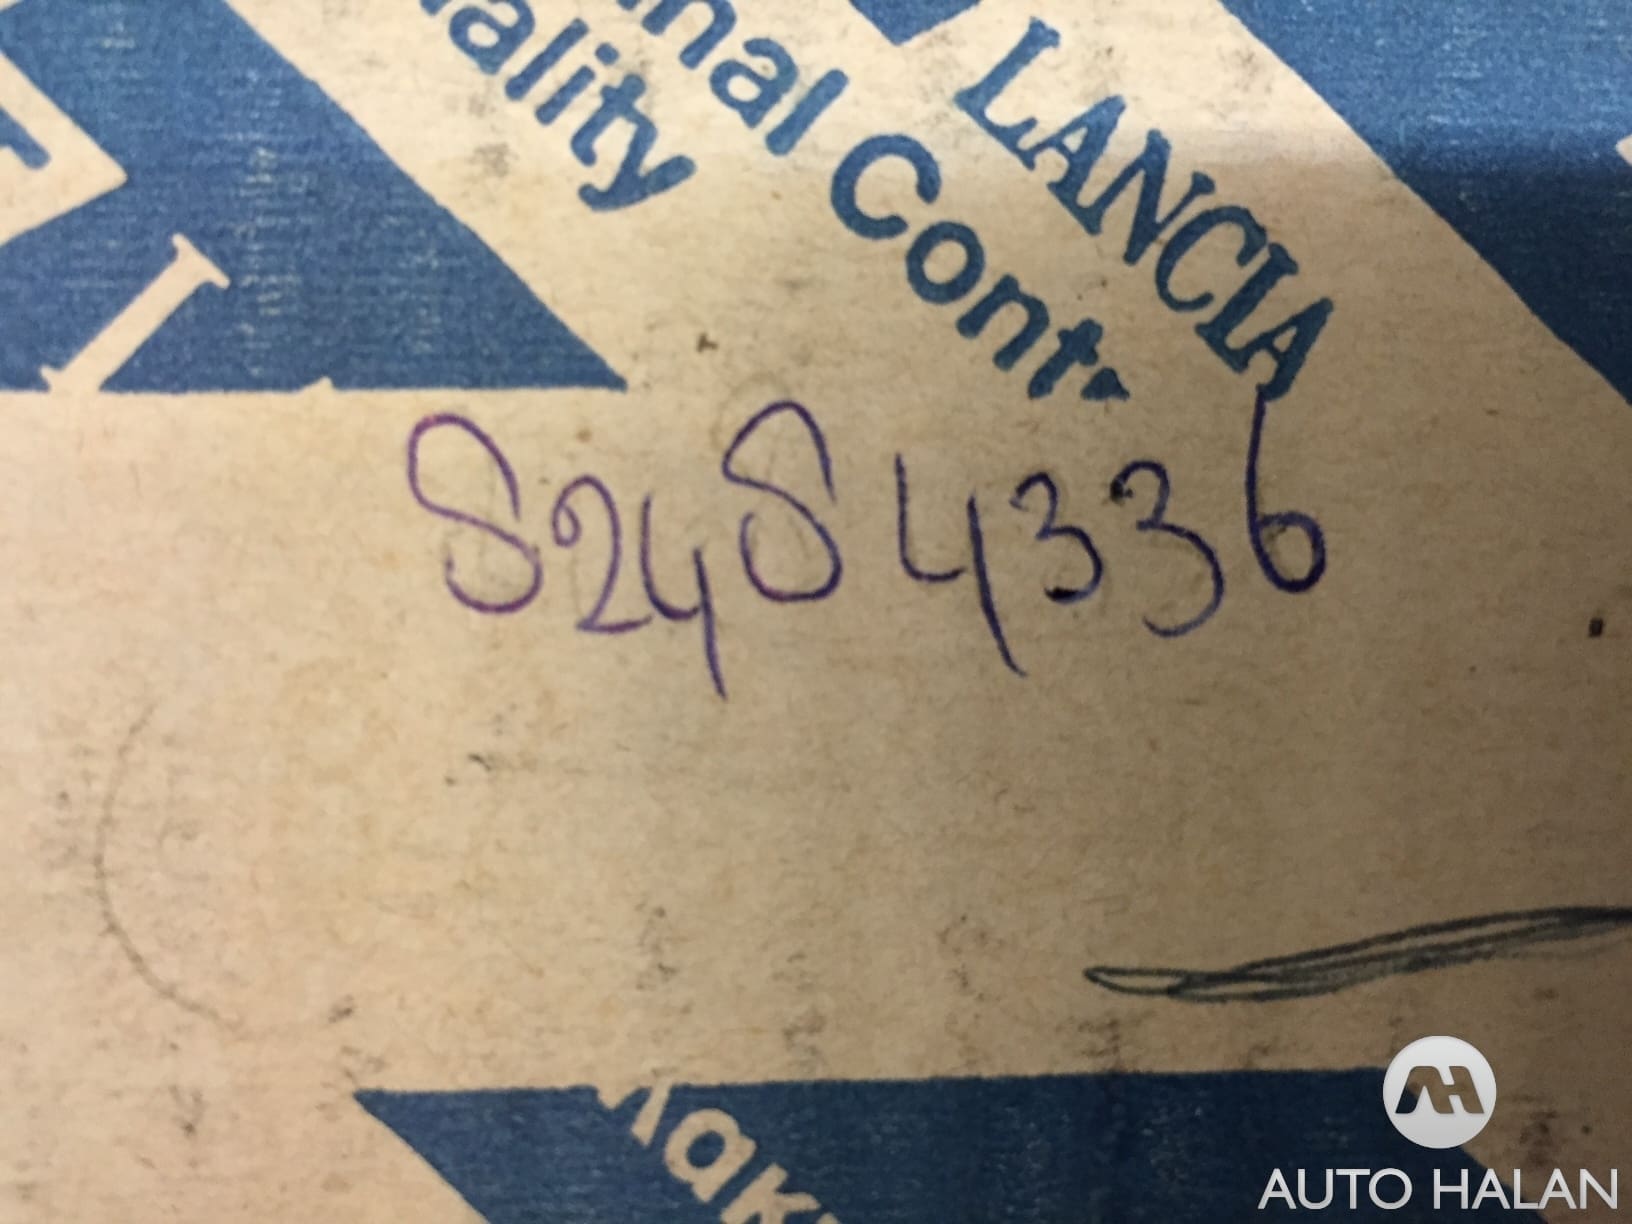 LANCIA
nal Cont.
ality
82484336
AUTO HALAN